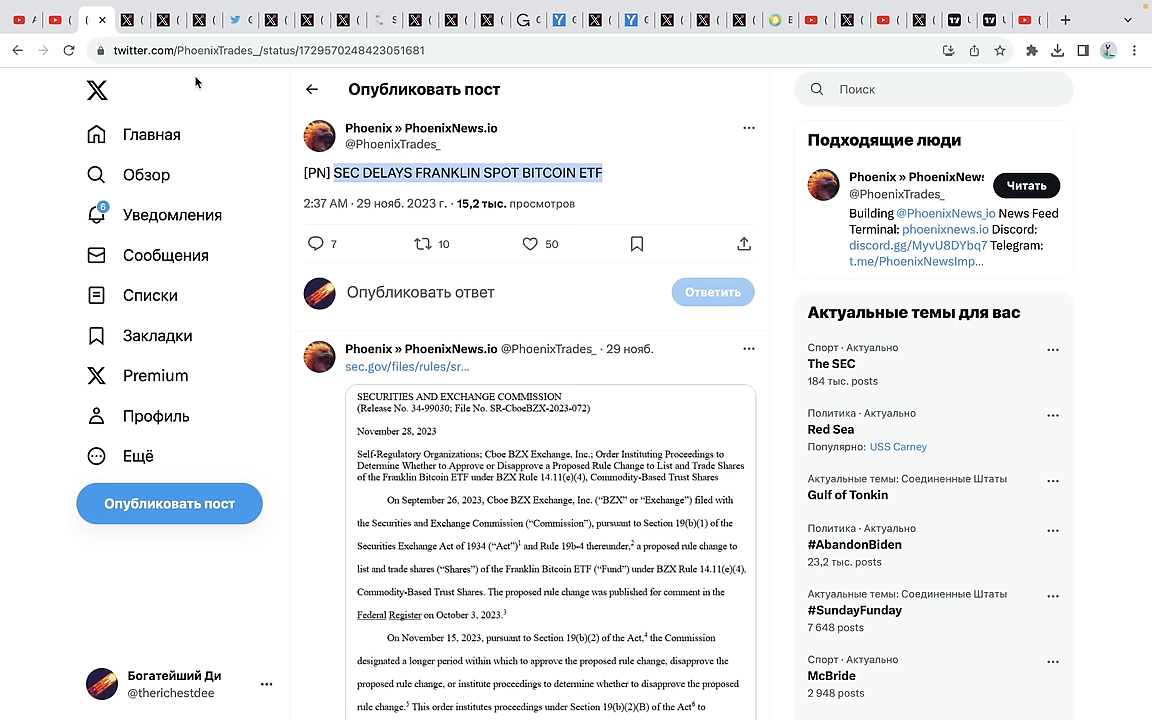 twitter.com/PhoenixTrades_/status/1729570248423051681
Главная
Обзор
6
Уведомления
Сообщения
Списки
Закладки
Premium
Профиль
Ещё
Опубликовать пост
Богатейший Ди
@therichestdee
Опубликовать пост
Phoenix » PhoenixNews.io
@PhoenixTrades_
[PN] SEC DELAYS FRANKLIN SPOT BITCOIN ETF
2:37 AM · 29 нояб. 2023 г. · 15,2 тыс. просмотров
7 10 50
Опубликовать ответ
Ответить
Phoenix » PhoenixNews.io @PhoenixTrades_ · 29 нояб.
sec.gov/files/rules/sr...
SECURITIES AND EXCHANGE COMMISSION
(Release No. 34-99030; File No. SR-CboeBZX-2023-072)
November 28, 2023
Self-Regulatory Organizations; Cboe BZX Exchange, Inc.; Order Instituting Proceedings to
Determine Whether to Approve or Disapprove a Proposed Rule Change to List and Trade Shares
of the Franklin Bitcoin ETF under BZX Rule 14.11(e)(4), Commodity-Based Trust Shares
On September 26, 2023, Cboe BZX Exchange, Inc. (“BZX” or “Exchange”) filed with
the Securities and Exchange Commission (“Commission”), pursuant to Section 19(b)(1) of the
Securities Exchange Act of 1934 (“Act”)1 and Rule 19b-4 thereunder,2 a proposed rule change to
list and trade shares (“Shares”) of the Franklin Bitcoin ETF (“Fund”) under BZX Rule 14.11(e)(4),
Commodity-Based Trust Shares. The proposed rule change was published for comment in the
Federal Register on October 3, 2023.3
On November 15, 2023, pursuant to Section 19(b)(2) of the Act,4 the Commission
designated a longer period within which to approve the proposed rule change, disapprove the
proposed rule change, or institute proceedings to determine whether to disapprove the proposed
rule change.5 This order institutes proceedings under Section 19(b)(2)(B) of the Act6 to
Поиск
Подходящие люди
Phoenix » PhoenixNews
@PhoenixTrades_
Читать
Building @PhoenixNews_io News Feed
Terminal: phoenixnews.io Discord:
discord.gg/MyvU8DYbq7 Telegram:
t.me/PhoenixNewsImp...
Актуальные темы для вас
Спорт · Актуально
The SEC
184 тыс. posts
Политика · Актуально
Red Sea
Популярно: USS Carney
Актуальные темы: Соединенные Штаты
Gulf of Tonkin
Политика · Актуально
#AbandonBiden
23,2 тыс. posts
Актуальные темы: Соединенные Штаты
#SundayFunday
7 648 posts
Спорт · Актуально
McBride
2 948 posts